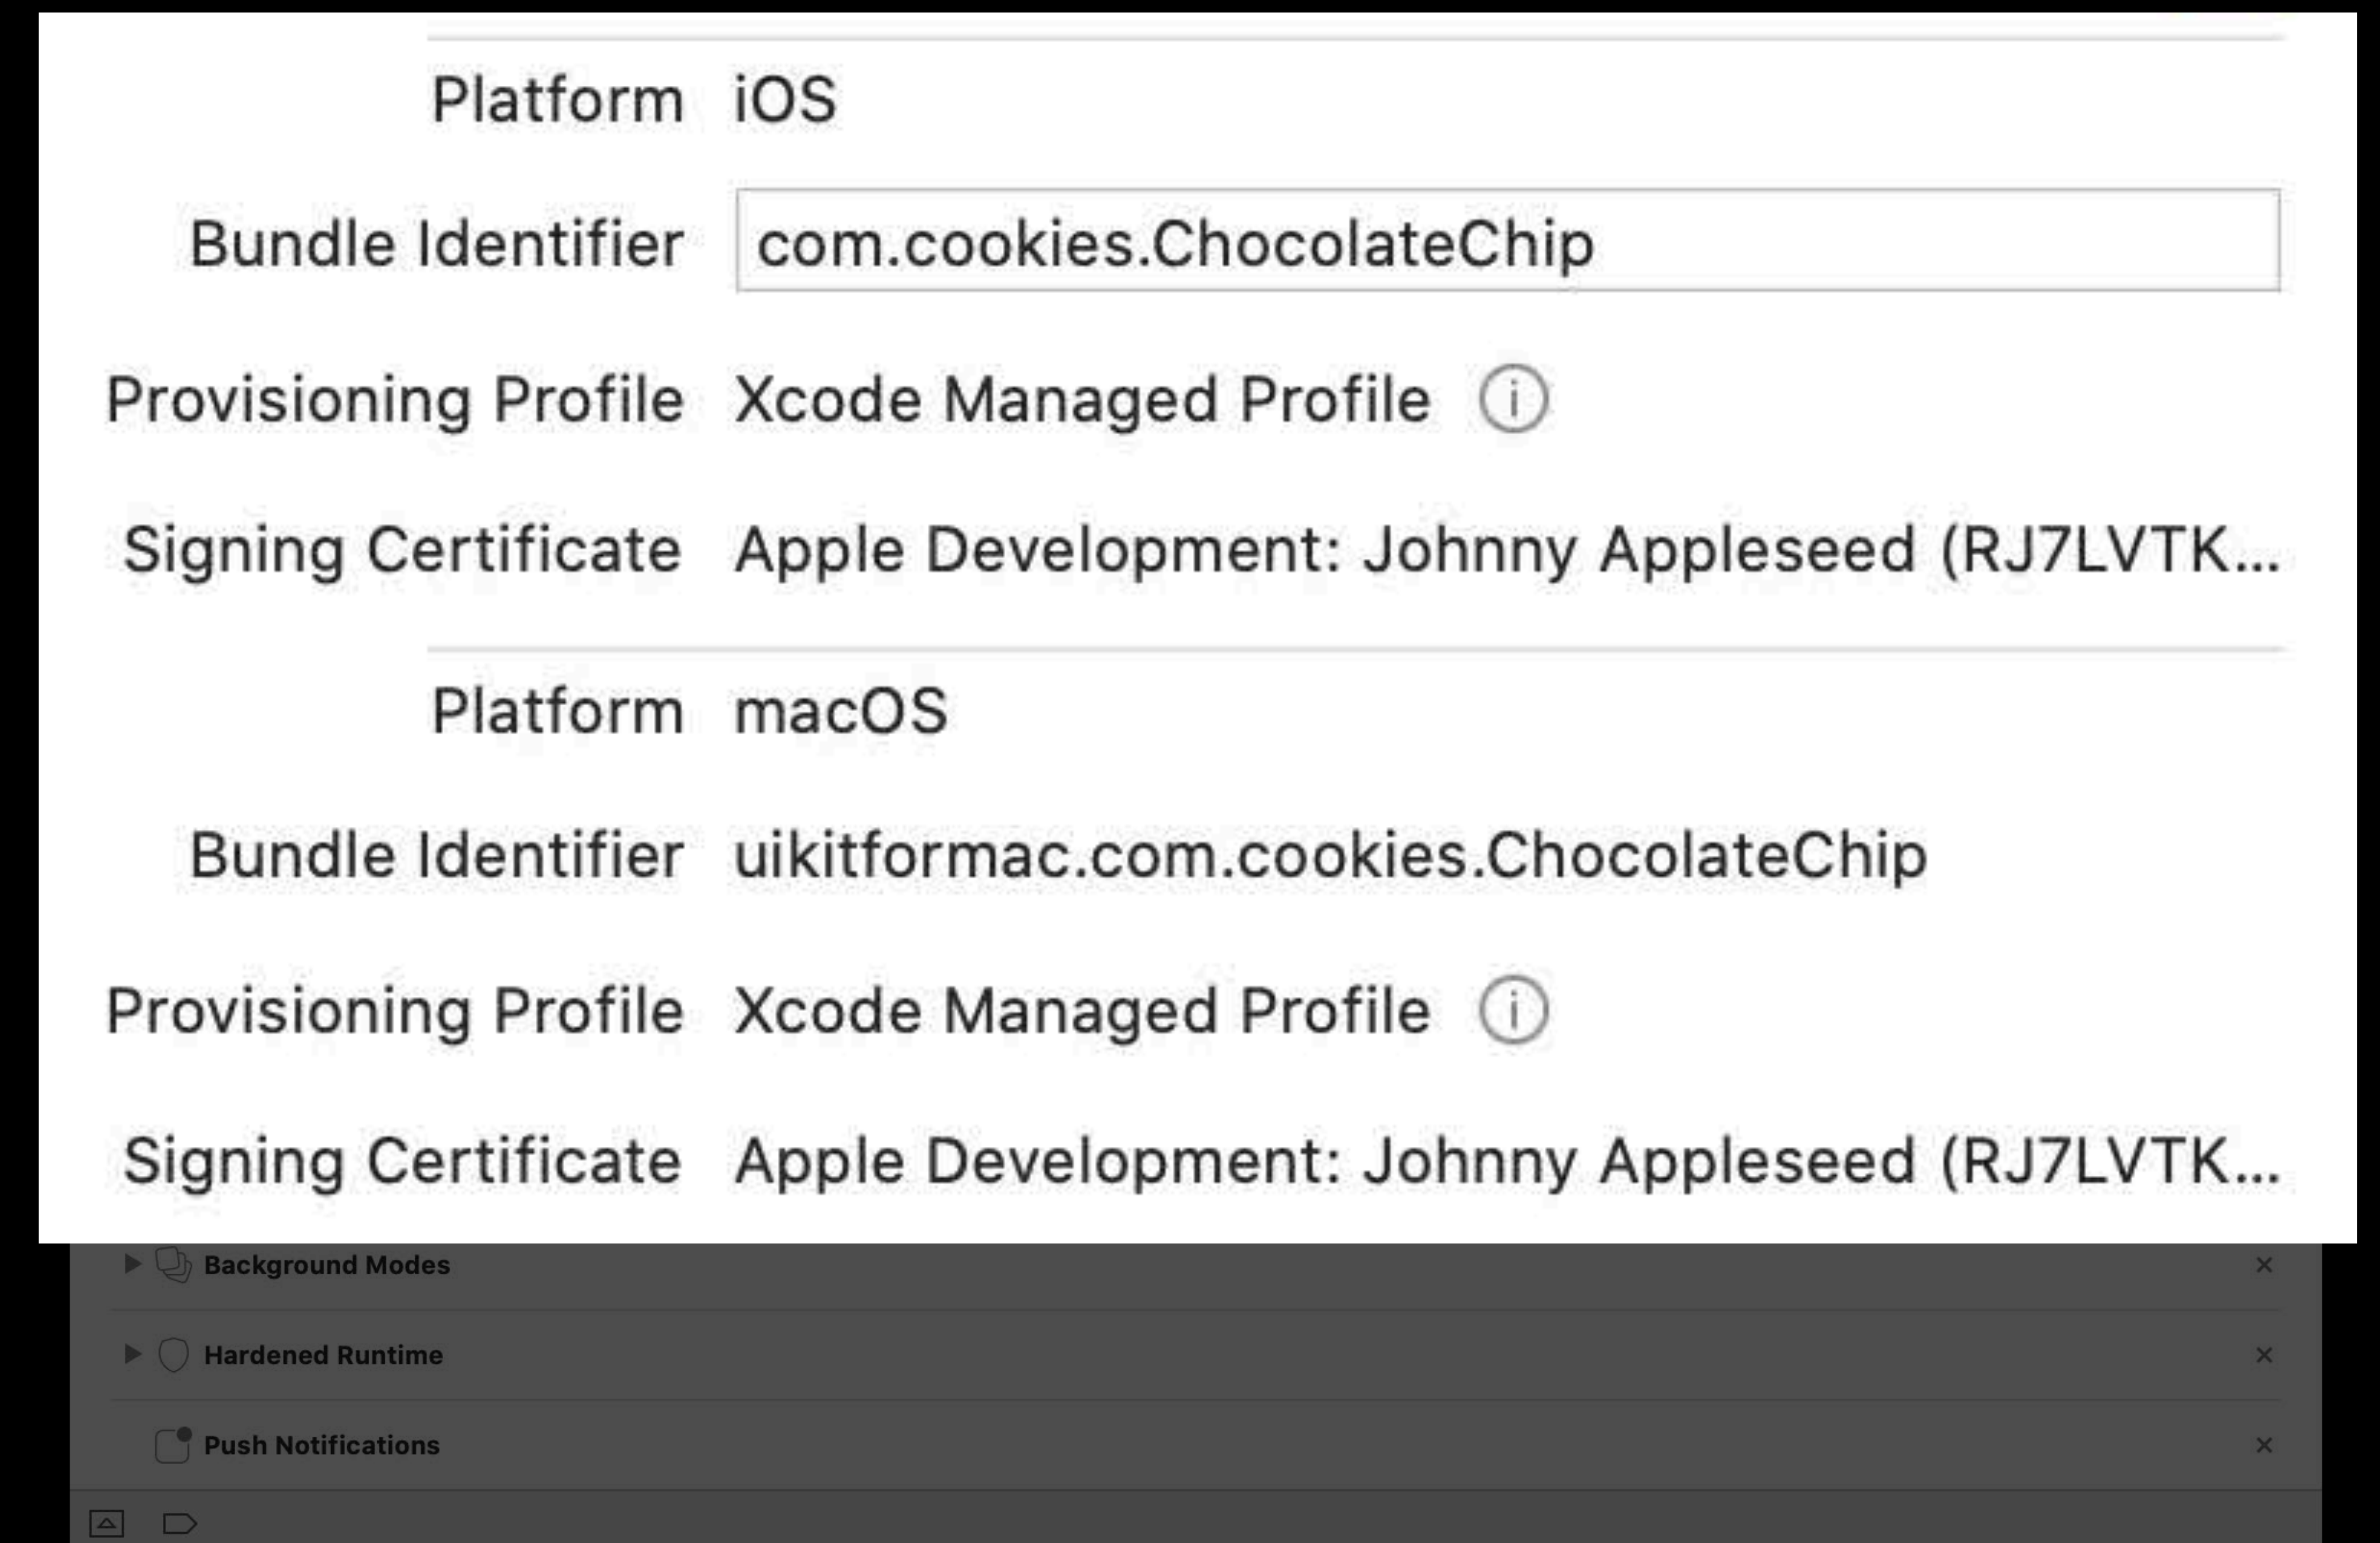 Platform iOS
Bundle Identifier com.cookies.ChocolateChip
Provisioning Profile Xcode Managed Profile
Signing Certificate Apple Development: Johnny Appleseed (RJ7LVTK...
Platform macOS
Bundle Identifier uikitformac.com.cookies.ChocolateChip
Provisioning Profile Xcode Managed Profile
Signing Certificate Apple Development: Johnny Appleseed (RJ7LVTK...
Background Modes
Hardened Runtime
Push Notifications